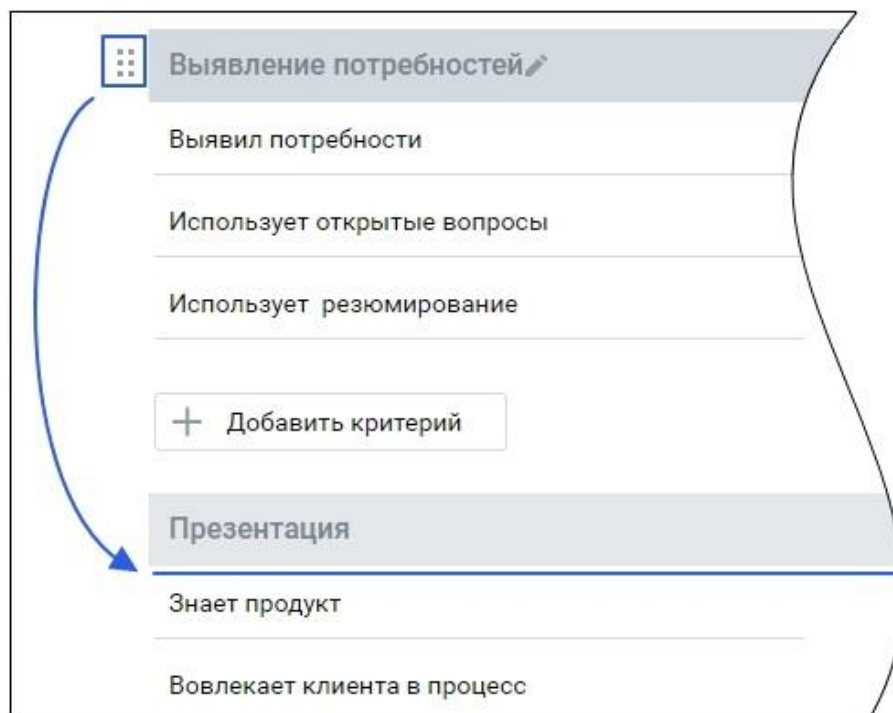 Выявление потребностей
Выявил потребности
Использует открытые вопросы
Использует резюмирование
Добавить критерий
Презентация
Знает продукт
Вовлекает клиента в процесс